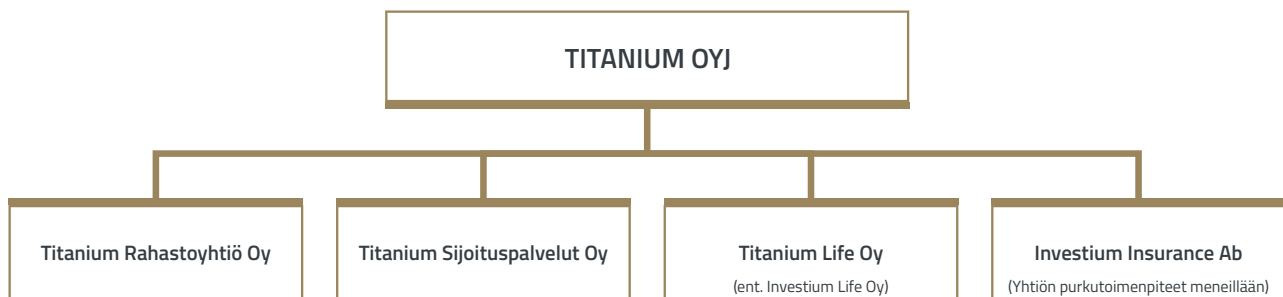 TITANIUM OYJ
Titanium Rahastoyhtiö Oy
Titanium Sijoituspalvelut Oy
Titanium Life Oy
(ent. Investium Life Oy)
Investium Insurance Ab
(Yhtiön purkutoimenpiteet meneillään)